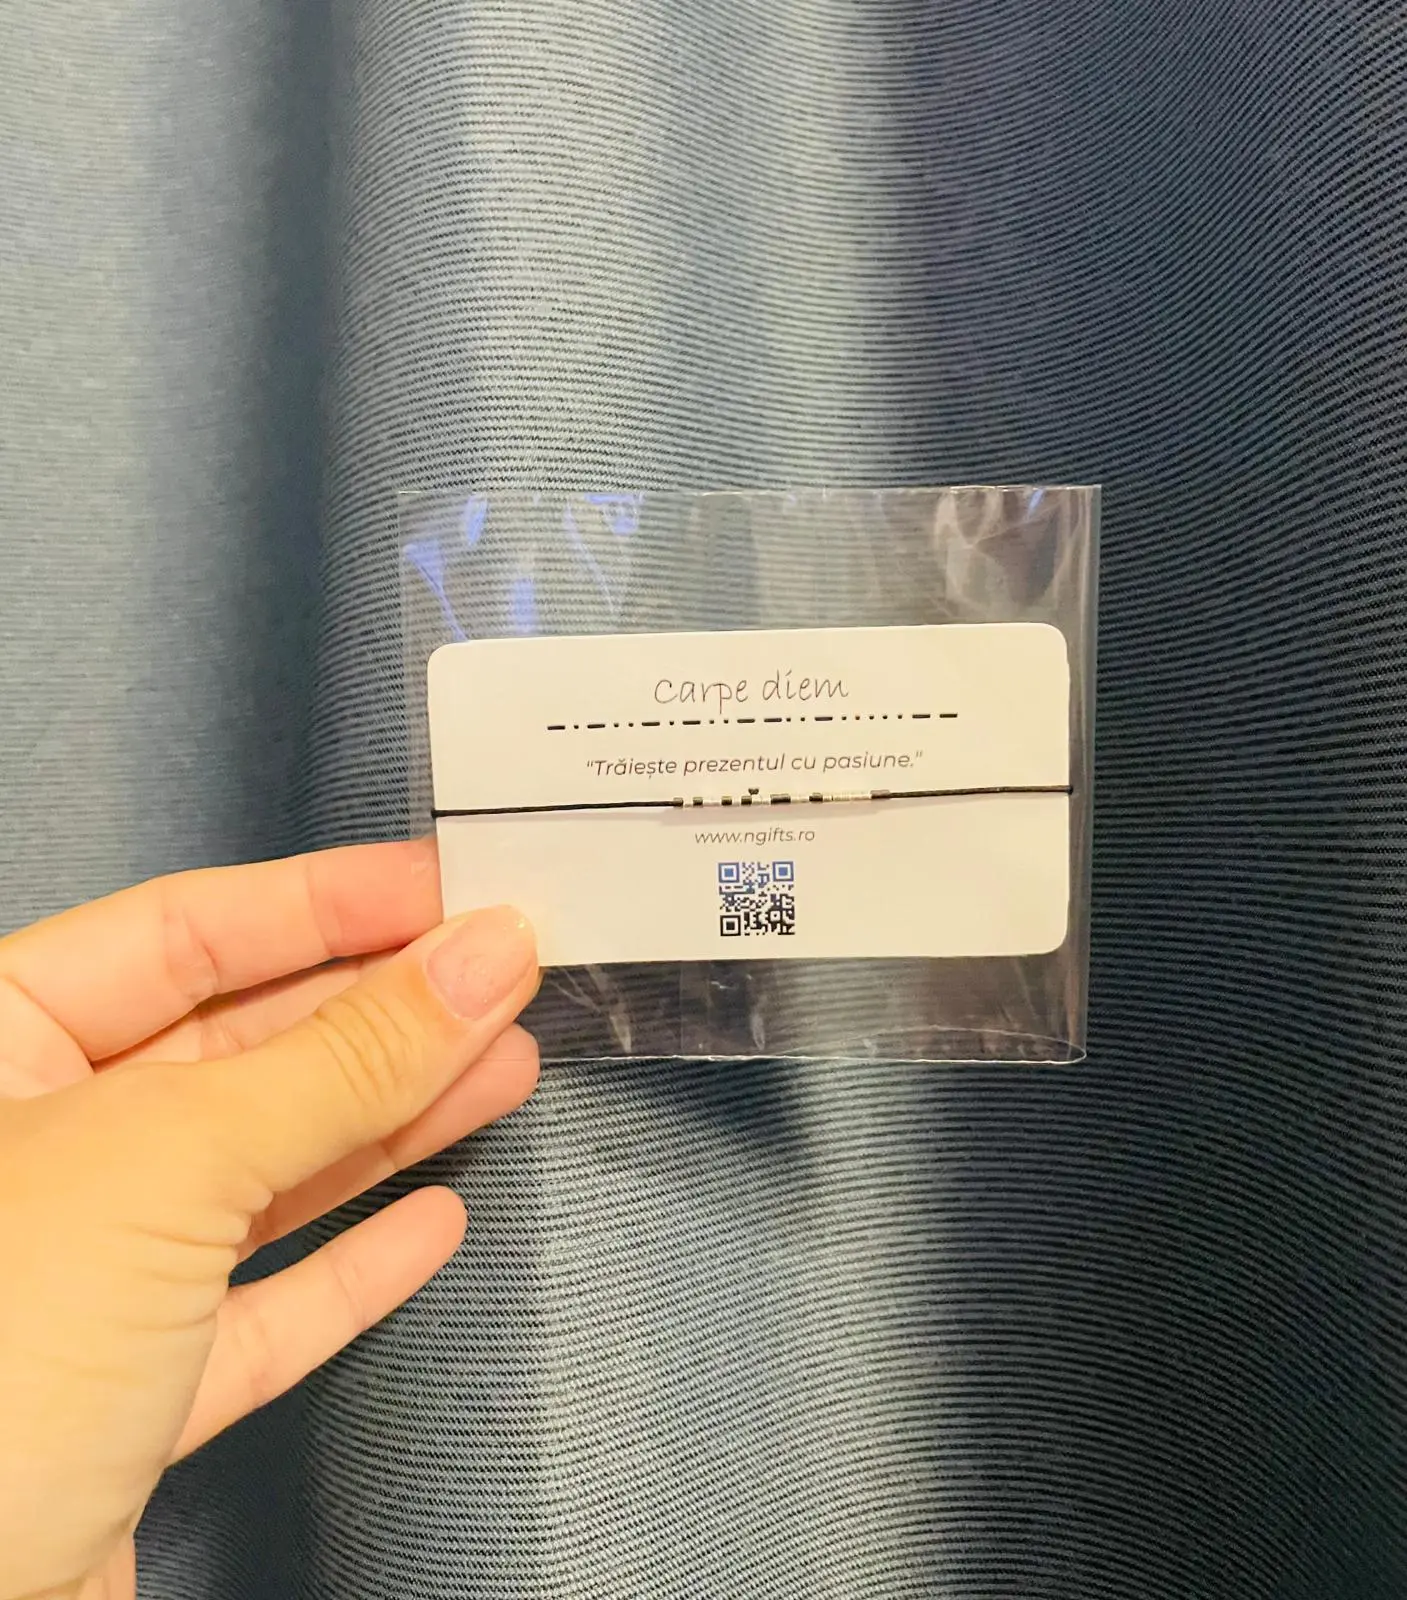 Carpe diem
"Trăiește prezentul cu pasiune."
www.ngifts.ro